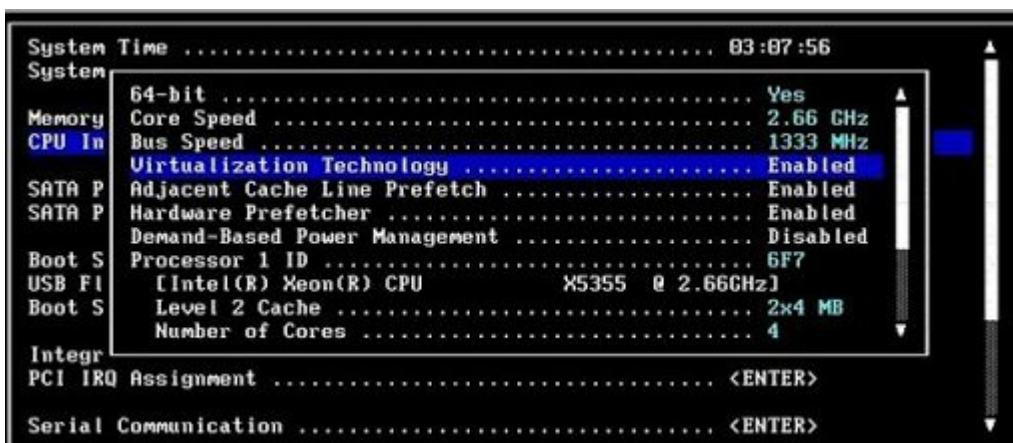 System Time ............................................. 03:07:56
System
64-bit .............................................. Yes
Memory
Core Speed .......................................... 2.66 GHz
CPU In
Bus Speed ........................................... 1333 MHz
Virtualization Technology ........................... Enabled
SATA P
Adjacent Cache Line Prefetch ........................ Enabled
SATA P
Hardware Prefetcher ................................. Enabled
Demand-Based Power Management ....................... Disabled
Boot S
Processor 1 ID ...................................... 6F7
USB Fl
[Intel(R) Xeon(R) CPU X5355 @ 2.66GHz]
Boot S
Level 2 Cache ....................................... 2x4 MB
Number of Cores ..................................... 4
Integr
PCI IRQ Assignment ...................................... <ENTER>
Serial Communication .................................... <ENTER>